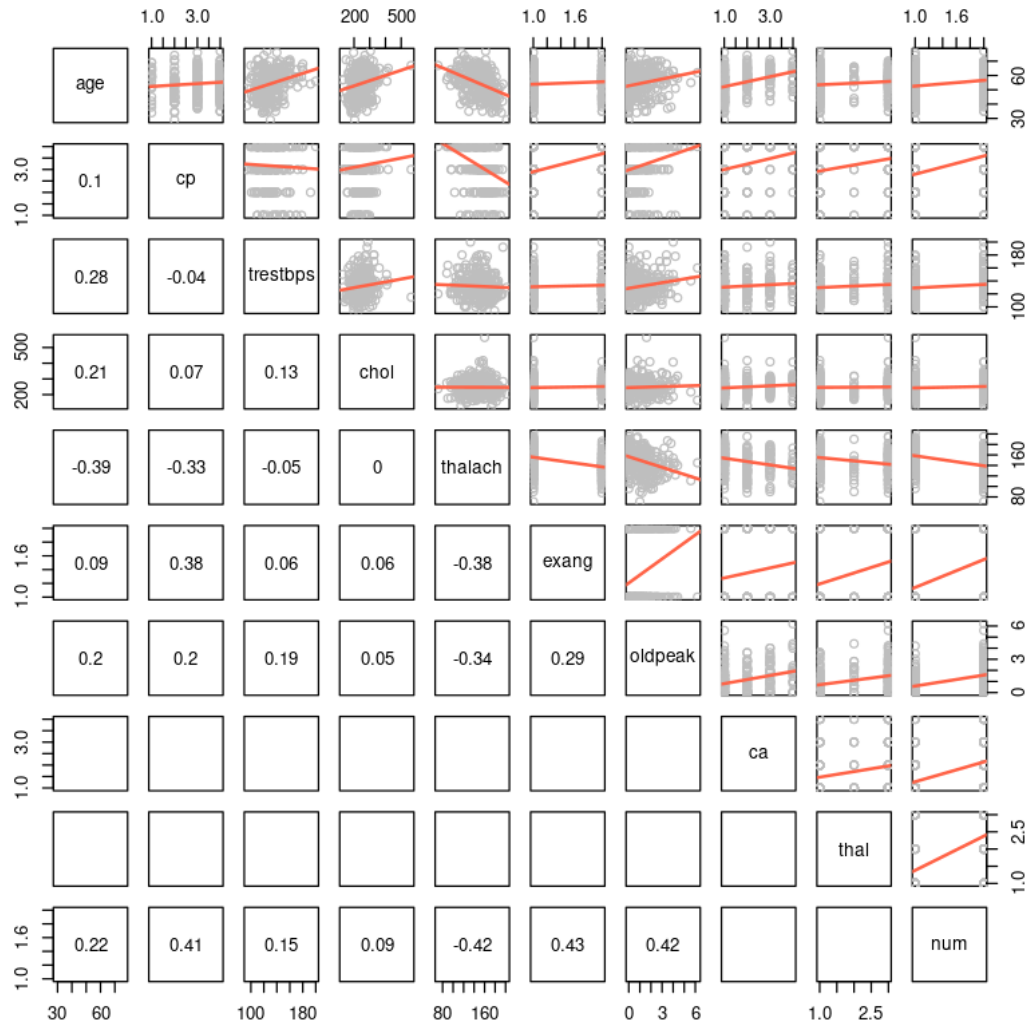 1.0 3.0 200 500 1.0 1.6 1.0 3.0 1.0 1.6
age 30 60
1.0 3.0 0.1 cp
0.28 -0.04 trestbps 100 180
200 500 0.21 0.07 0.13 chol
-0.39 -0.33 -0.05 0 thalach 80 160
1.0 1.6 0.09 0.38 0.06 0.06 -0.38 exang
0.2 0.2 0.19 0.05 -0.34 0.29 oldpeak 0 3 6
1.0 3.0 ca
thal 1.0 2.5
1.0 1.6 0.22 0.41 0.15 0.09 -0.42 0.43 0.42 num
30 60 100 180 80 160 0 3 6 1.0 2.5